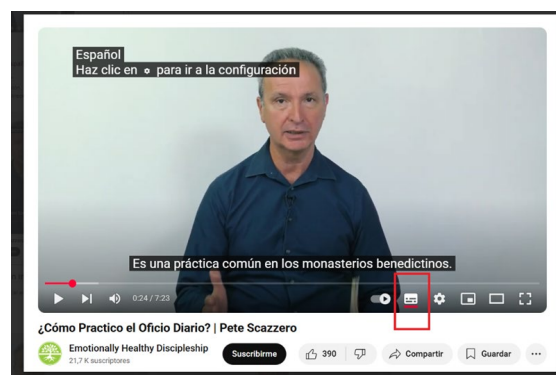 Español
Haz clic en para ir a la configuración
Es una práctica común en los monasterios benedictinos.
0:24 / 7:23
¿Cómo Practico el Oficio Diario? | Pete Scazzero
Emotionally Healthy Discipleship
21,7 K suscriptores
Suscribirme
390
Compartir
Guardar